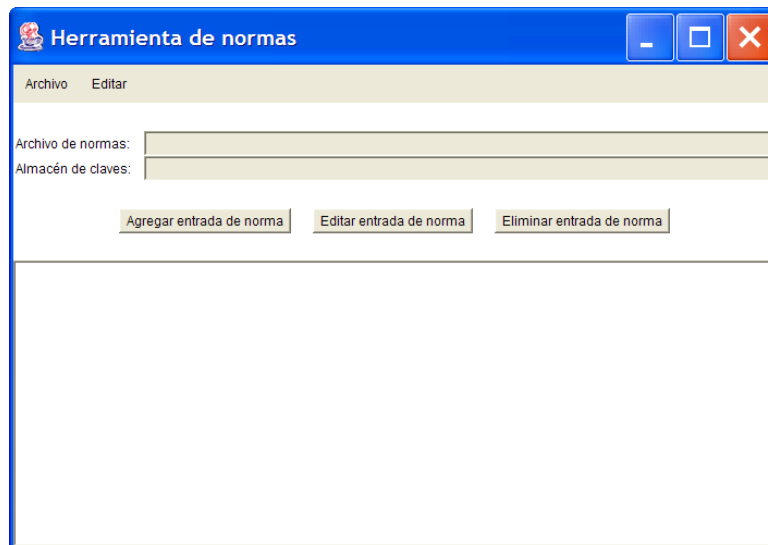 Herramienta de normas
Archivo Editar
Archivo de normas:
Almacén de claves:
Agregar entrada de norma Editar entrada de norma Eliminar entrada de norma